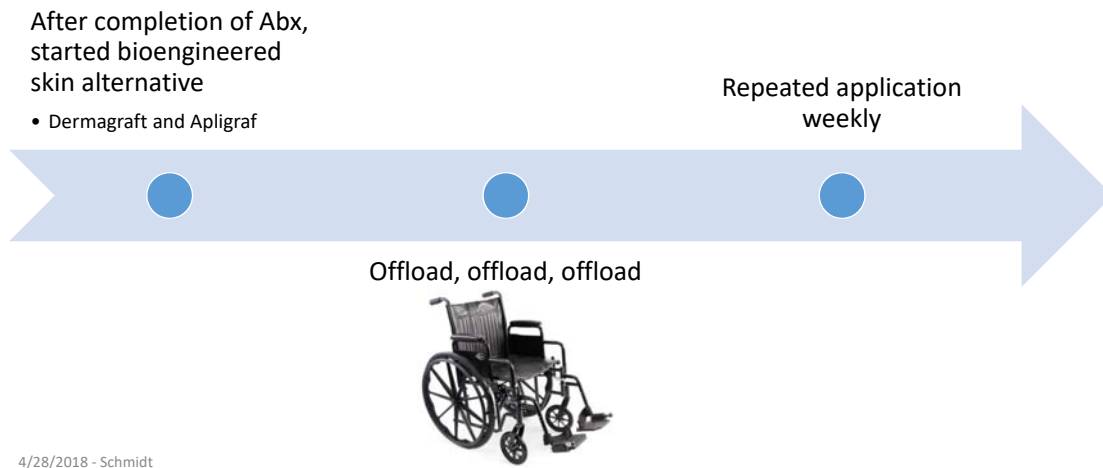 After completion of Abx,
started bioengineered
skin alternative
• Dermagraft and Apligraf
Repeated application
weekly
Offload, offload, offload
4/28/2018 - Schmidt